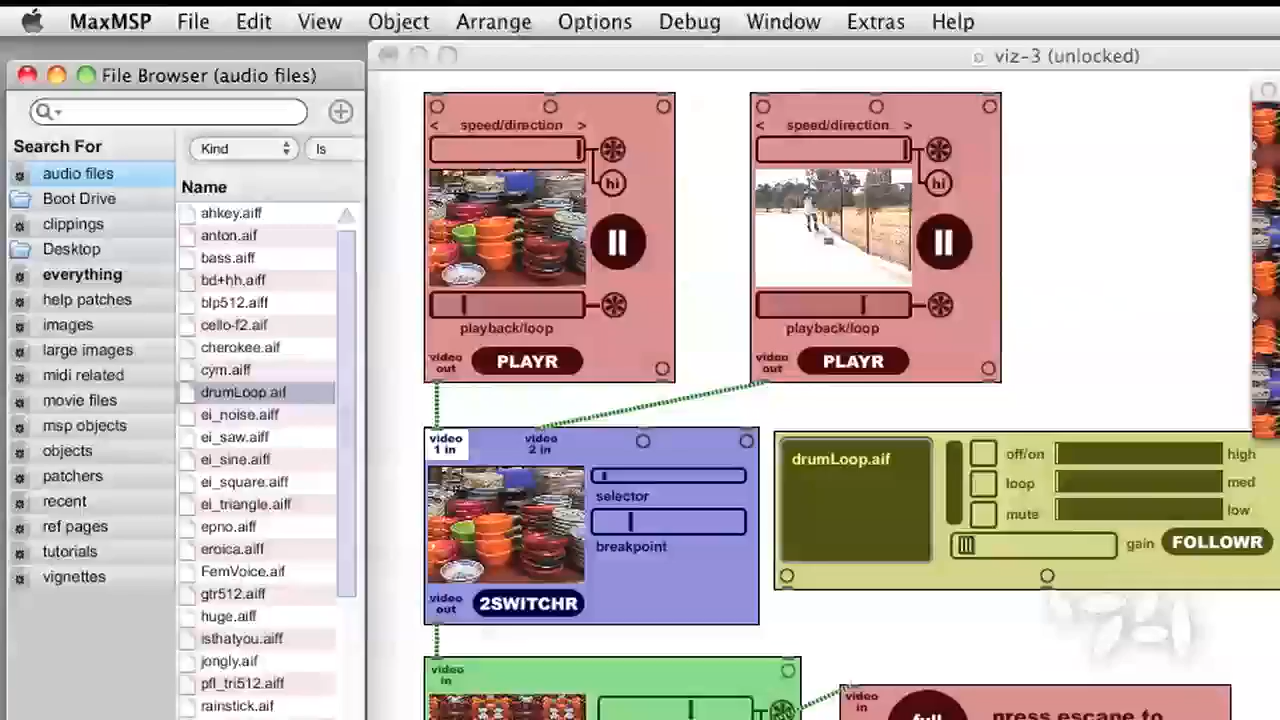 MaxMSP File Edit View Object Arrange Options Debug Window Extras Help
File Browser (audio files)
viz-3 (unlocked)
Search For
audio files
Boot Drive
clippings
Desktop
everything
help patches
images
large images
midi related
movie files
msp objects
objects
patchers
recent
ref pages
tutorials
vignettes
Kind
Is
Name
ahkey.aiff
anton.aif
bass.aiff
bd+hh.aiff
blp512.aiff
cello-f2.aif
cherokee.aif
cym.aiff
drumLoop.aif
ei_noise.aiff
ei_saw.aiff
ei_sine.aiff
ei_square.aiff
ei_triangle.aiff
epno.aiff
eroica.aiff
FemVoice.aif
gtr512.aiff
huge.aiff
isthatyou.aiff
jongly.aif
pfl_tri512.aiff
rainstick.aif
< speed/direction >
hi
playback/loop
video
out
PLAYR
< speed/direction >
hi
playback/loop
video
out
PLAYR
video
1 in
video
2 in
selector
breakpoint
video
out
2SWITCHR
drumLoop.aif
off/on
loop
mute
high
med
low
gain
FOLLOWR
video
in
video
in
full
press escape to